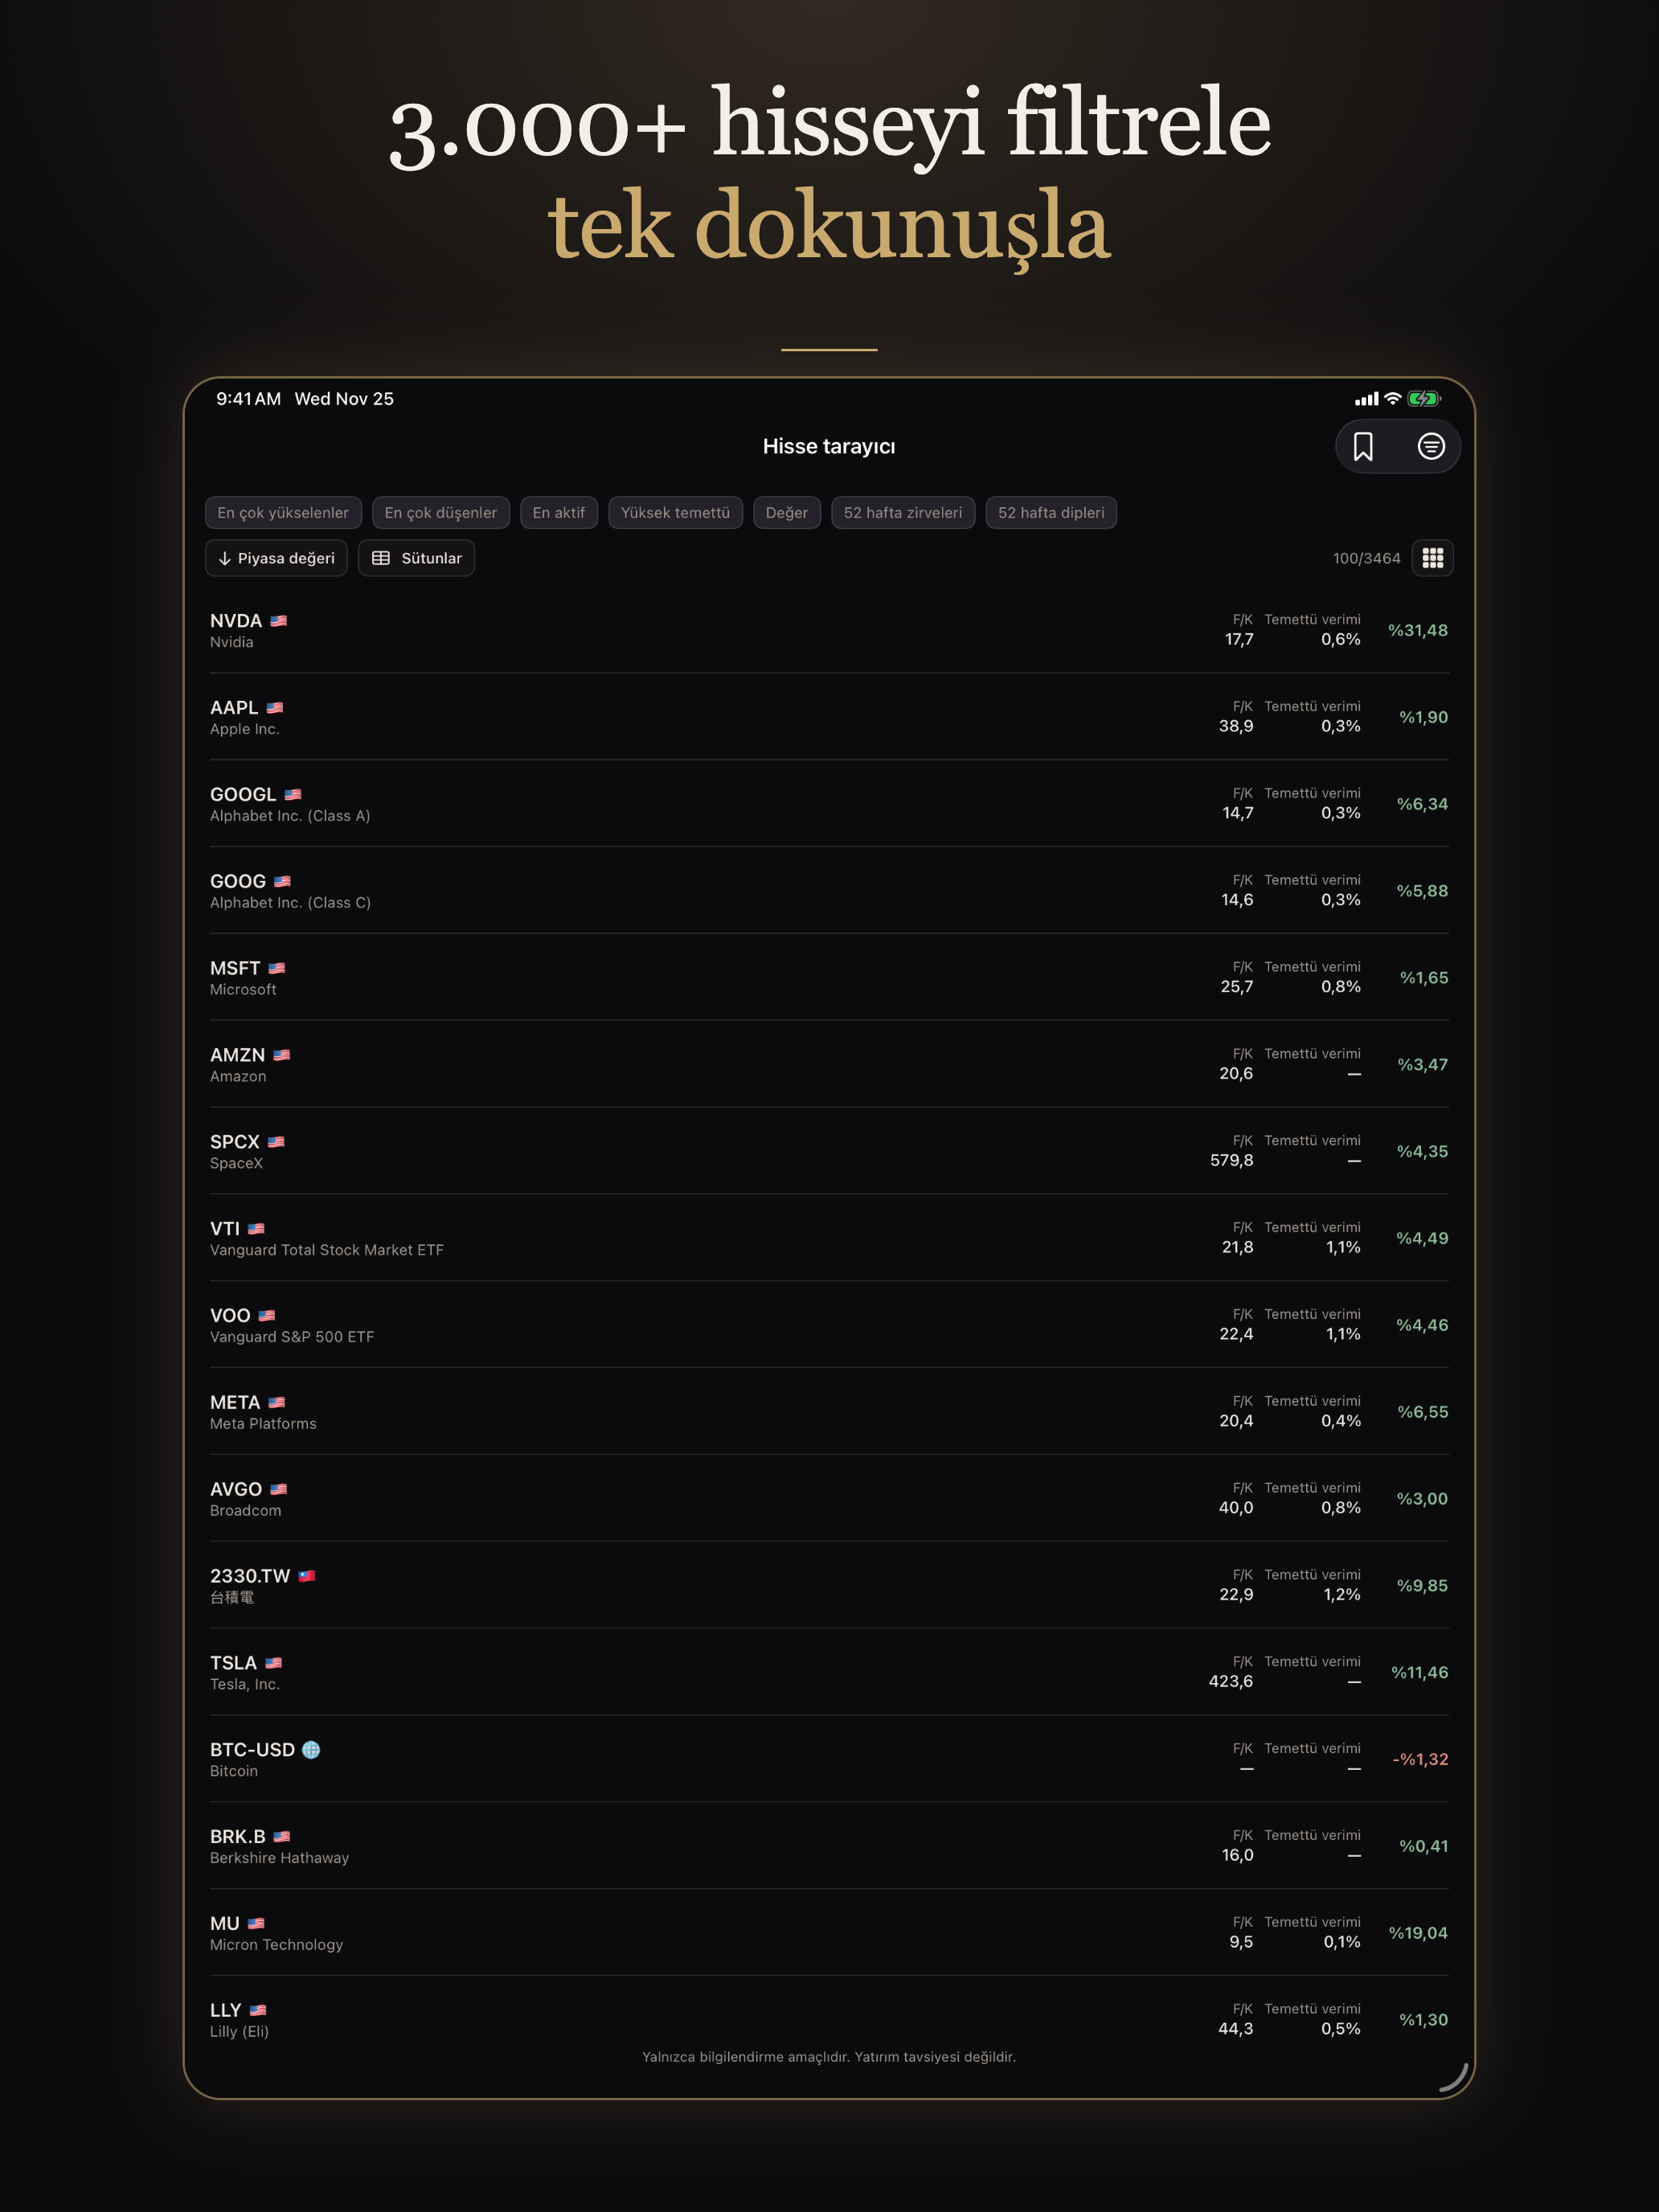 3.000+ hisseyi filtrele
tek dokunuşla
9:41 AM Wed Nov 25
Hisse tarayıcı
En çok yükselenler En çok düşenler En aktif Yüksek temettü Değer 52 hafta zirveleri 52 hafta dipleri
↓ Piyasa değeri Sütunlar 100/3464
NVDA F/K Temettü verimi
Nvidia 17,7 0,6% %31,48
AAPL F/K Temettü verimi
Apple Inc. 38,9 0,3% %1,90
GOOGL F/K Temettü verimi
Alphabet Inc. (Class A) 14,7 0,3% %6,34
GOOG F/K Temettü verimi
Alphabet Inc. (Class C) 14,6 0,3% %5,88
MSFT F/K Temettü verimi
Microsoft 25,7 0,8% %1,65
AMZN F/K Temettü verimi
Amazon 20,6 — %3,47
SPCX F/K Temettü verimi
SpaceX 579,8 — %4,35
VTI F/K Temettü verimi
Vanguard Total Stock Market ETF 21,8 1,1% %4,49
VOO F/K Temettü verimi
Vanguard S&P 500 ETF 22,4 1,1% %4,46
META F/K Temettü verimi
Meta Platforms 20,4 0,4% %6,55
AVGO F/K Temettü verimi
Broadcom 40,0 0,8% %3,00
2330.TW F/K Temettü verimi
台積電 22,9 1,2% %9,85
TSLA F/K Temettü verimi
Tesla, Inc. 423,6 — %11,46
BTC-USD F/K Temettü verimi
Bitcoin — — -%1,32
BRK.B F/K Temettü verimi
Berkshire Hathaway 16,0 — %0,41
MU F/K Temettü verimi
Micron Technology 9,5 0,1% %19,04
LLY F/K Temettü verimi
Lilly (Eli) 44,3 0,5% %1,30
Yalnızca bilgilendirme amaçlıdır. Yatırım tavsiyesi değildir.